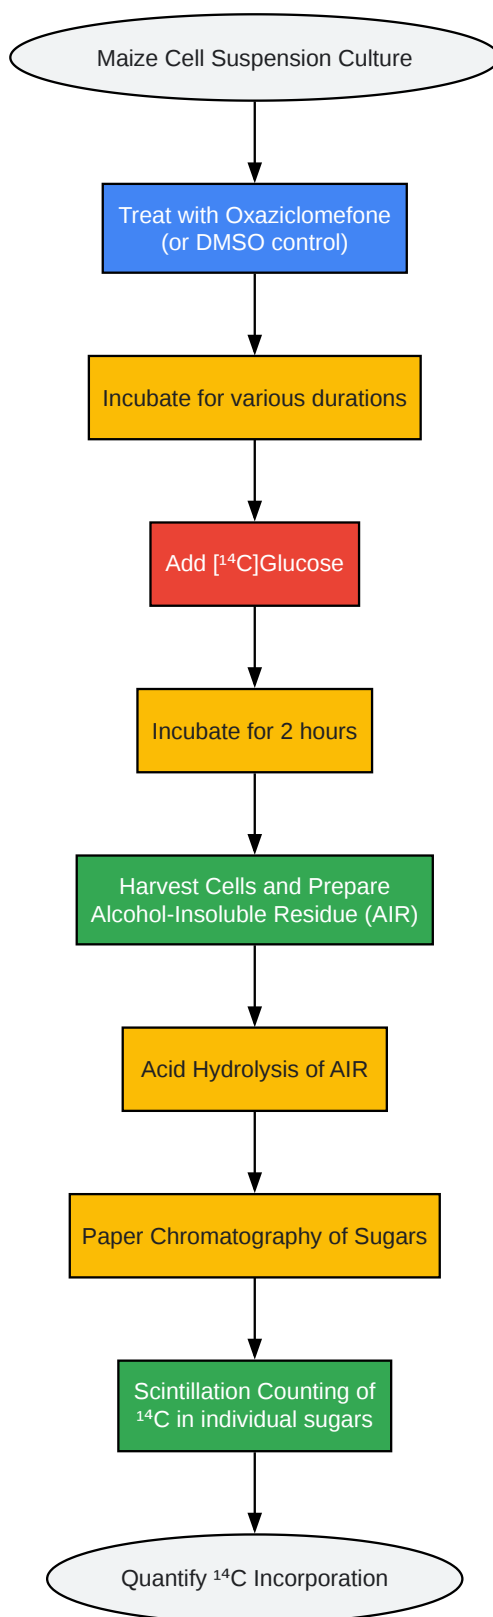 Maize Cell Suspension Culture
Treat with Oxaziclomefone
(or DMSO control)
Incubate for various durations
Add [¹⁴C]Glucose
Incubate for 2 hours
Harvest Cells and Prepare
Alcohol-Insoluble Residue (AIR)
Acid Hydrolysis of AIR
Paper Chromatography of Sugars
Scintillation Counting of
¹⁴C in individual sugars
Quantify ¹⁴C Incorporation